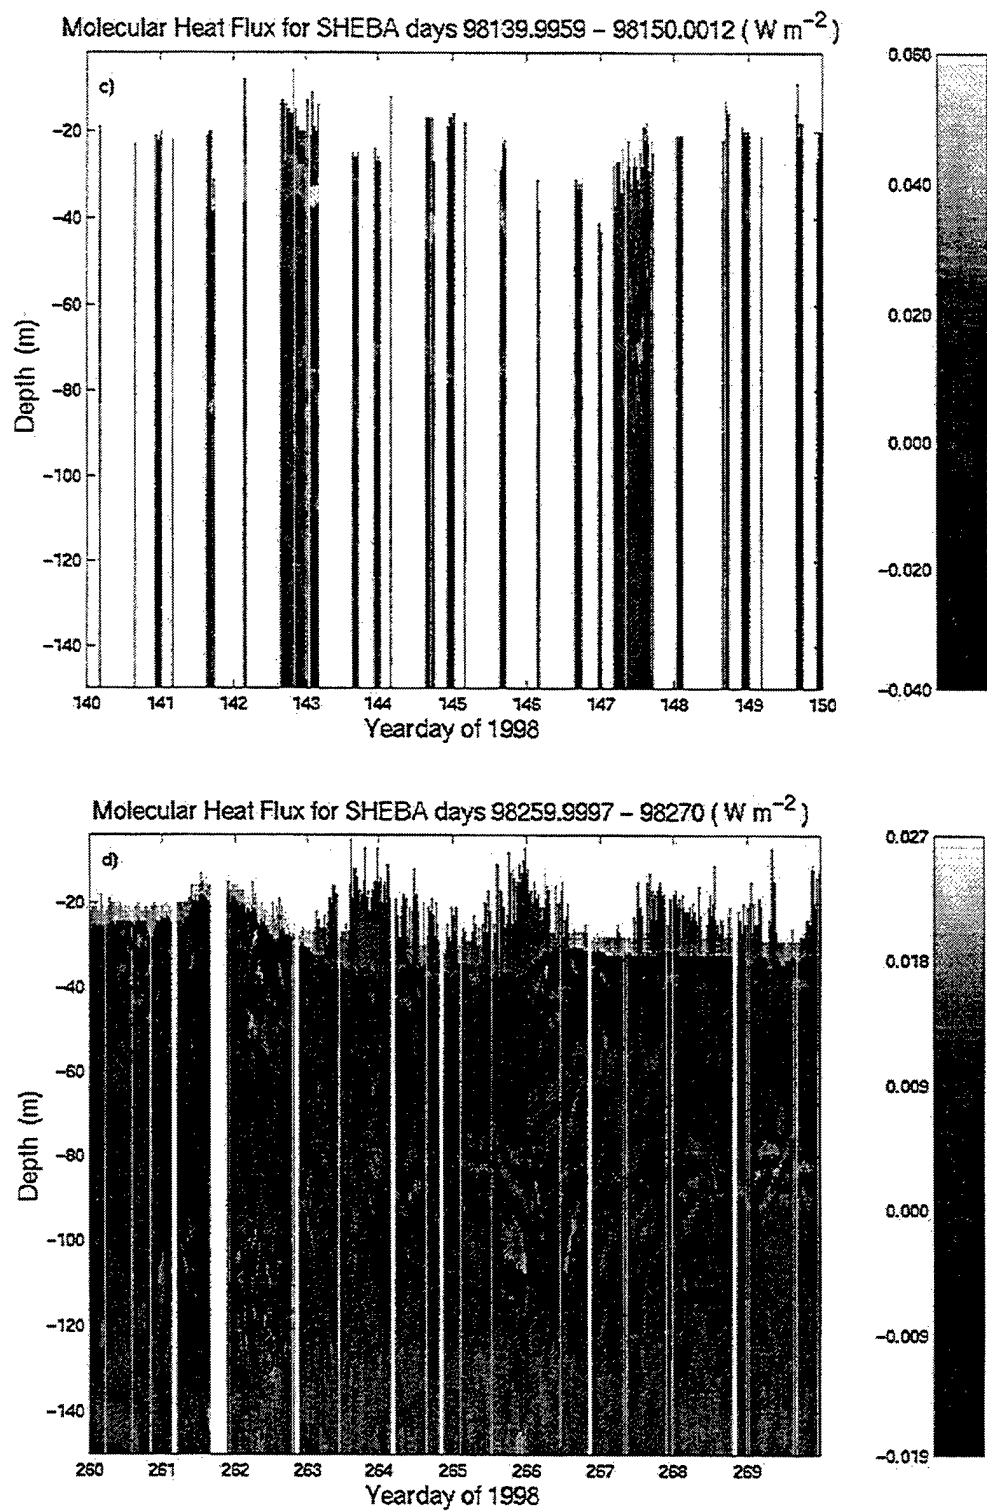 Molecular Heat Flux for SHEBA days 98139.9959 – 98150.0012 ( W m−2 )
c)
0.050
0.040
0.020
0.000
−0.020
−0.040
−20
−40
−60
−80
−100
−120
−140
Depth (m)
140 141 142 143 144 145 146 147 148 149 150
Yearday of 1998
Molecular Heat Flux for SHEBA days 98259.9997 – 98270 ( W m−2 )
d)
0.027
0.018
0.009
0.000
−0.009
−0.019
−20
−40
−60
−80
−100
−120
−140
Depth (m)
260 261 262 263 264 265 266 267 268 269
Yearday of 1998